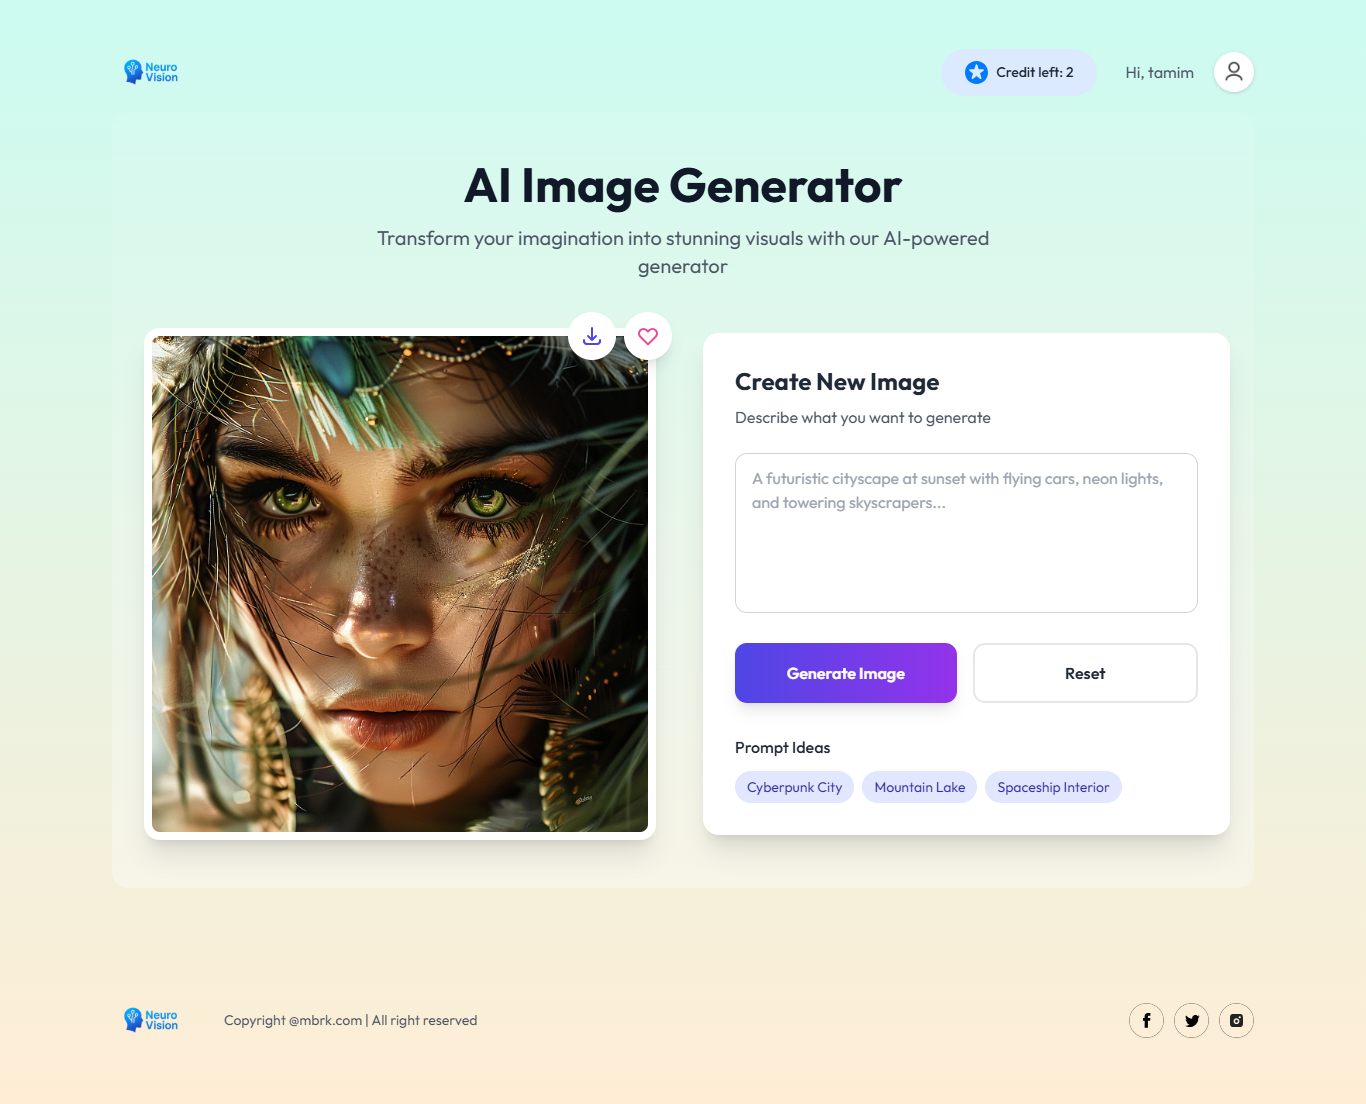 Neuro
Vision
Credit left: 2
Hi, tamim
AI Image Generator
Transform your imagination into stunning visuals with our AI-powered
generator
Create New Image
Describe what you want to generate
A futuristic cityscape at sunset with flying cars, neon lights,
and towering skyscrapers...
Generate Image
Reset
Prompt Ideas
Cyberpunk City
Mountain Lake
Spaceship Interior
Neuro
Vision
Copyright @mbrk.com | All right reserved